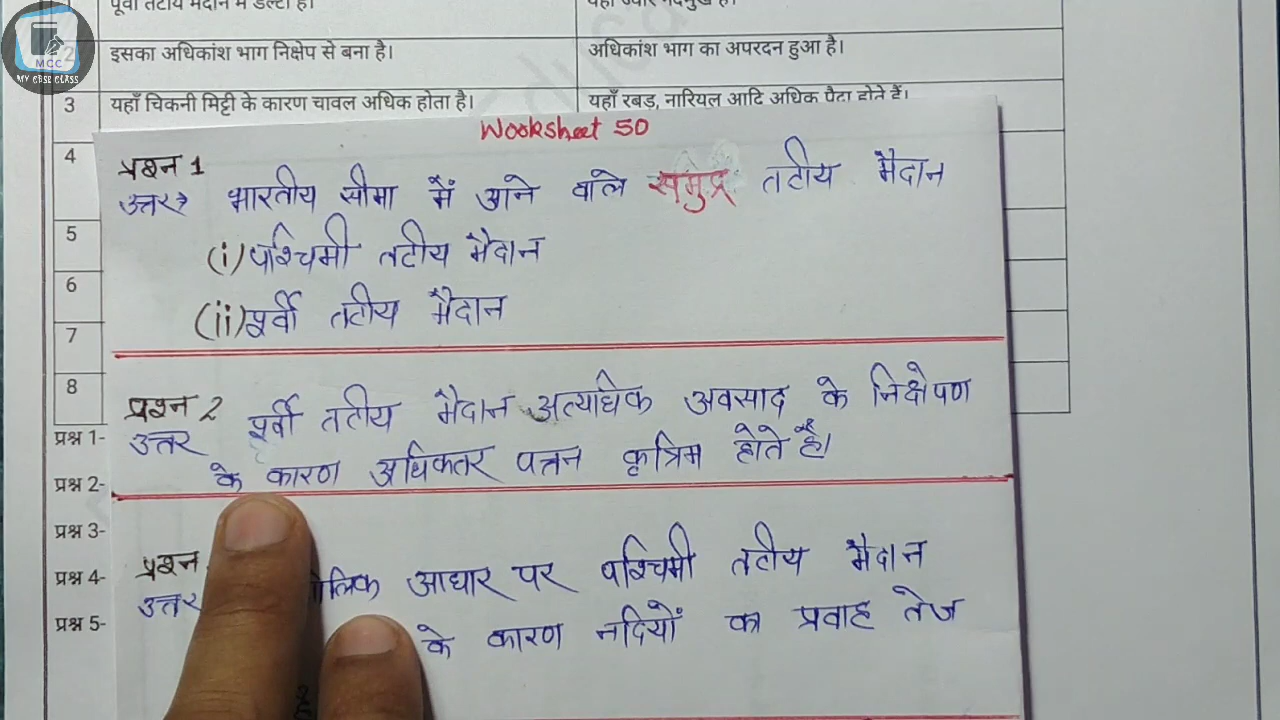 पूर्वी तटीय मैदान में डेल्टा है।
MCC
MY CBSE CLASS
2
इसका अधिकांश भाग निक्षेप से बना है।
अधिकांश भाग का अपरदन हुआ है।
3
यहाँ चिकनी मिट्टी के कारण चावल अधिक होता है।
यहाँ रबड़, नारियल आदि अधिक पैदा होते हैं।
Wooksheet 50
4
प्रश्न 1
उत्तर→ भारतीय सीमा में आने वाले समुद्र तटीय मैदान
5
(i) पश्चिमी तटीय मैदान
6
(ii) पूर्वी तटीय मैदान
7
8
प्रश्न 2
उत्तर पूर्वी तटीय मैदान अत्यधिक अवसाद के निक्षेपण
के कारण अधिकतर पत्तन कृत्रिम होते है।
प्रश्न 1-
प्रश्न 2-
प्रश्न 3-
प्रश्न 4-
प्रश्न 5-
प्रश्न
उत्तर आधार पर पश्चिमी तटीय मैदान
के कारण नदियों का प्रवाह तेज